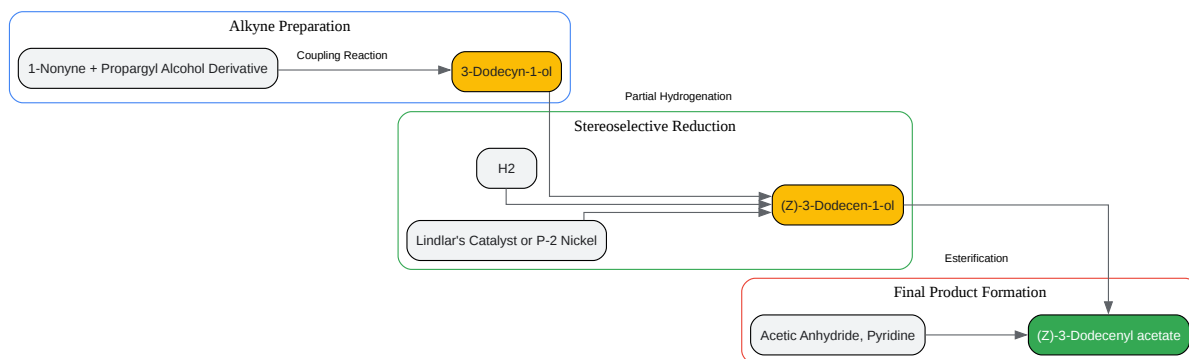 Alkyne Preparation
1-Nonyne + Propargyl Alcohol Derivative
Coupling Reaction
3-Dodecyn-1-ol
Partial Hydrogenation
Stereoselective Reduction
H2
Lindlar's Catalyst or P-2 Nickel
(Z)-3-Dodecen-1-ol
Esterification
Final Product Formation
Acetic Anhydride, Pyridine
(Z)-3-Dodecenyl acetate